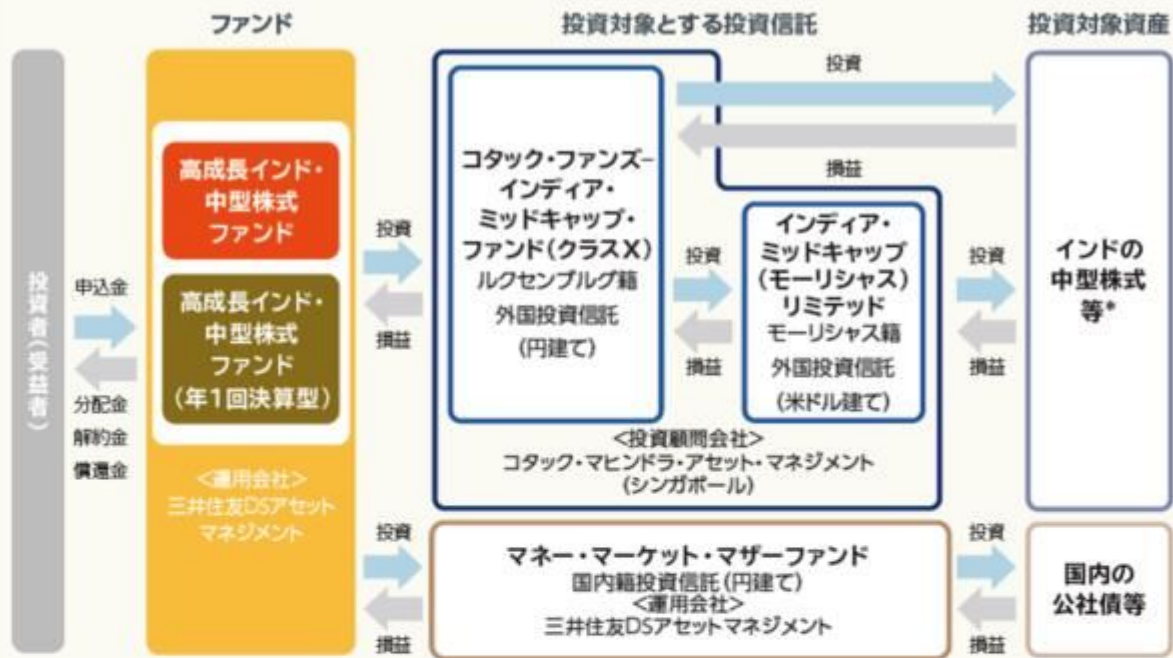 ファンド
投資対象とする投資信託
投資対象資産
投資者(受益者)
申込金
分配金
解約金
償還金
高成長インド・
中型株式
ファンド
高成長インド・
中型株式
ファンド
(年1回決算型)
<運用会社>
三井住友DSアセット
マネジメント
投資
損益
コタック・ファンズ−
インディア・
ミッドキャップ・
ファンド(クラスX)
ルクセンブルグ籍
外国投資信託
(円建て)
投資
損益
投資
損益
インディア・
ミッドキャップ
(モーリシャス)
リミテッド
モーリシャス籍
外国投資信託
(米ドル建て)
<投資顧問会社>
コタック・マヒンドラ・アセット・マネジメント
(シンガポール)
投資
損益
インドの
中型株式
等*
投資
損益
マネー・マーケット・マザーファンド
国内籍投資信託(円建て)
<運用会社>
三井住友DSアセットマネジメント
投資
損益
国内の
公社債等